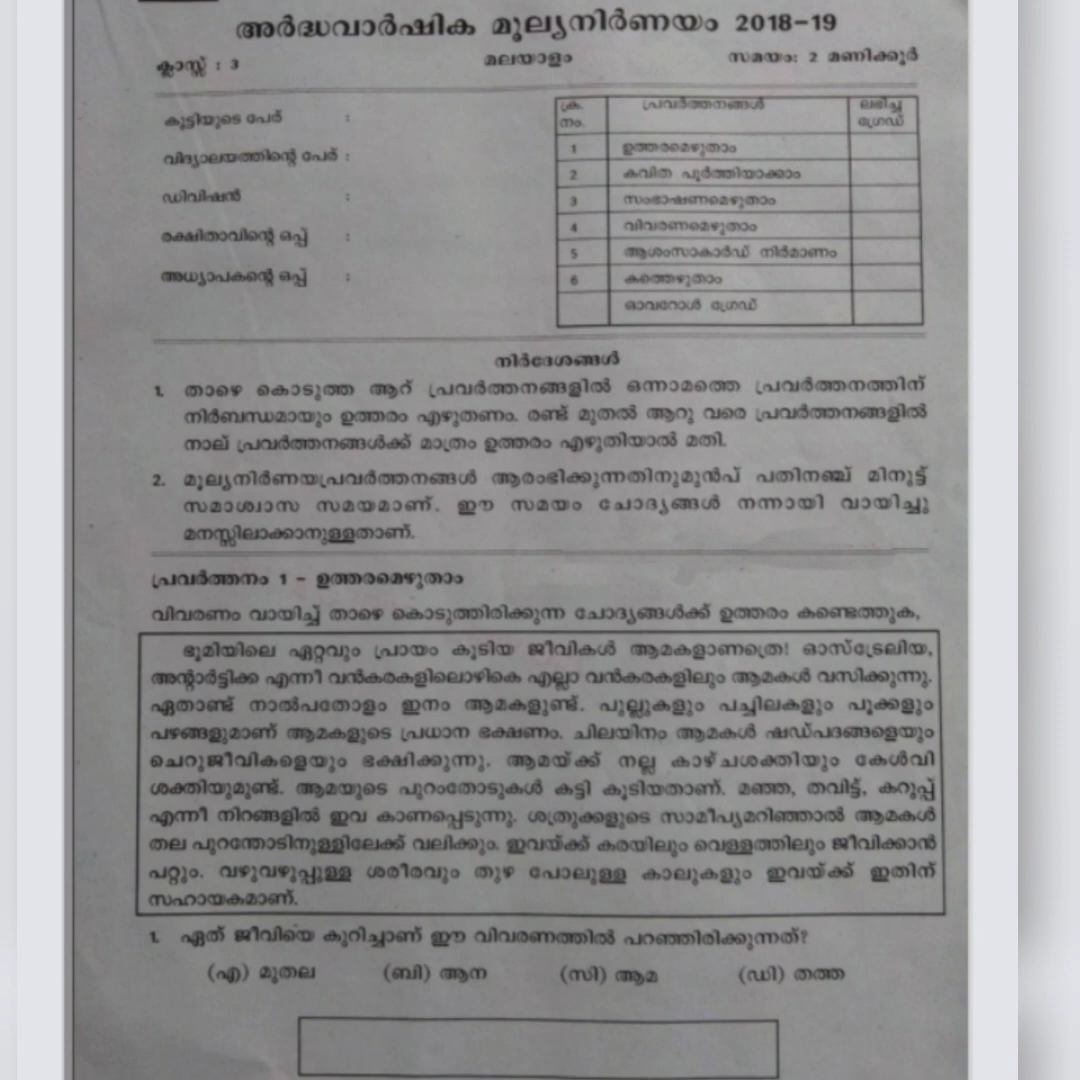 അർദ്ധവാർഷിക മൂല്യനിർണയം 2018-19
ക്ലാസ്സ് : 3 മലയാളം സമയം: 2 മണിക്കൂർ
കുട്ടിയുടെ പേര് :
വിദ്യാലയത്തിന്റെ പേര് :
ഡിവിഷൻ :
രക്ഷിതാവിന്റെ ഒപ്പ് :
അധ്യാപകന്റെ ഒപ്പ് :
ക്ര. നം. പ്രവർത്തനങ്ങൾ ലഭിച്ച ഗ്രേഡ്
1 ഉത്തരമെഴുതാം
2 കവിത പൂർത്തിയാക്കാം
3 സംഭാഷണമെഴുതാം
4 വിവരണമെഴുതാം
5 ആശംസാകാർഡ് നിർമാണം
6 കത്തെഴുതാം
ഓവറോൾ ഗ്രേഡ്
നിർദേശങ്ങൾ
1. താഴെ കൊടുത്ത ആറ് പ്രവർത്തനങ്ങളിൽ ഒന്നാമത്തെ പ്രവർത്തനത്തിന്
നിർബന്ധമായും ഉത്തരം എഴുതണം. രണ്ട് മുതൽ ആറു വരെ പ്രവർത്തനങ്ങളിൽ
നാല് പ്രവർത്തനങ്ങൾക്ക് മാത്രം ഉത്തരം എഴുതിയാൽ മതി.
2. മൂല്യനിർണയപ്രവർത്തനങ്ങൾ ആരംഭിക്കുന്നതിനുമുൻപ് പതിനഞ്ച് മിനുട്ട്
സമാശ്വാസ സമയമാണ്. ഈ സമയം ചോദ്യങ്ങൾ നന്നായി വായിച്ചു
മനസ്സിലാക്കാനുള്ളതാണ്.
പ്രവർത്തനം 1 - ഉത്തരമെഴുതാം
വിവരണം വായിച്ച് താഴെ കൊടുത്തിരിക്കുന്ന ചോദ്യങ്ങൾക്ക് ഉത്തരം കണ്ടെത്തുക,
ഭൂമിയിലെ ഏറ്റവും പ്രായം കൂടിയ ജീവികൾ ആമകളാണത്രെ! ഓസ്ട്രേലിയ,
അന്റാർട്ടിക്ക എന്നീ വൻകരകളിലൊഴികെ എല്ലാ വൻകരകളിലും ആമകൾ വസിക്കുന്നു.
ഏതാണ്ട് നാൽപതോളം ഇനം ആമകളുണ്ട്. പുല്ലുകളും പച്ചിലകളും പൂക്കളും
പഴങ്ങളുമാണ് ആമകളുടെ പ്രധാന ഭക്ഷണം. ചിലയിനം ആമകൾ ഷഡ്പദങ്ങളെയും
ചെറുജീവികളെയും ഭക്ഷിക്കുന്നു. ആമയ്ക്ക് നല്ല കാഴ്ചശക്തിയും കേൾവി
ശക്തിയുമുണ്ട്. ആമയുടെ പുറംതോടുകൾ കട്ടി കൂടിയതാണ്. മഞ്ഞ, തവിട്ട്, കറുപ്പ്
എന്നീ നിറങ്ങളിൽ ഇവ കാണപ്പെടുന്നു. ശത്രുക്കളുടെ സാമീപ്യമറിഞ്ഞാൽ ആമകൾ
തല പുറന്തോടിനുള്ളിലേക്ക് വലിക്കും. ഇവയ്ക്ക് കരയിലും വെള്ളത്തിലും ജീവിക്കാൻ
പറ്റും. വഴുവഴുപ്പുള്ള ശരീരവും തുഴ പോലുള്ള കാലുകളും ഇവയ്ക്ക് ഇതിന്
സഹായകമാണ്.
1. ഏത് ജീവിയെ കുറിച്ചാണ് ഈ വിവരണത്തിൽ പറഞ്ഞിരിക്കുന്നത്?
(എ) മുതല (ബി) ആന (സി) ആമ (ഡി) തത്ത